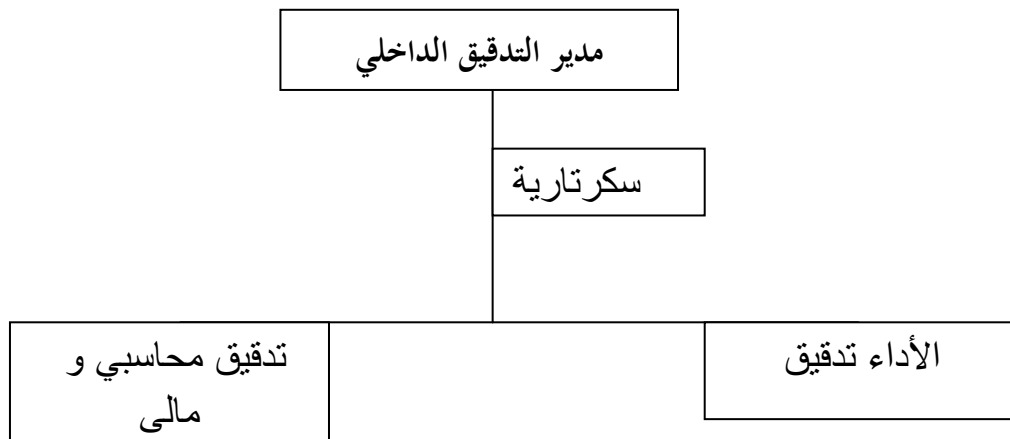 مدير التدقيق الداخلي
سكرتارية
الأداء تدقيق
تدقيق محاسبي و
مالى